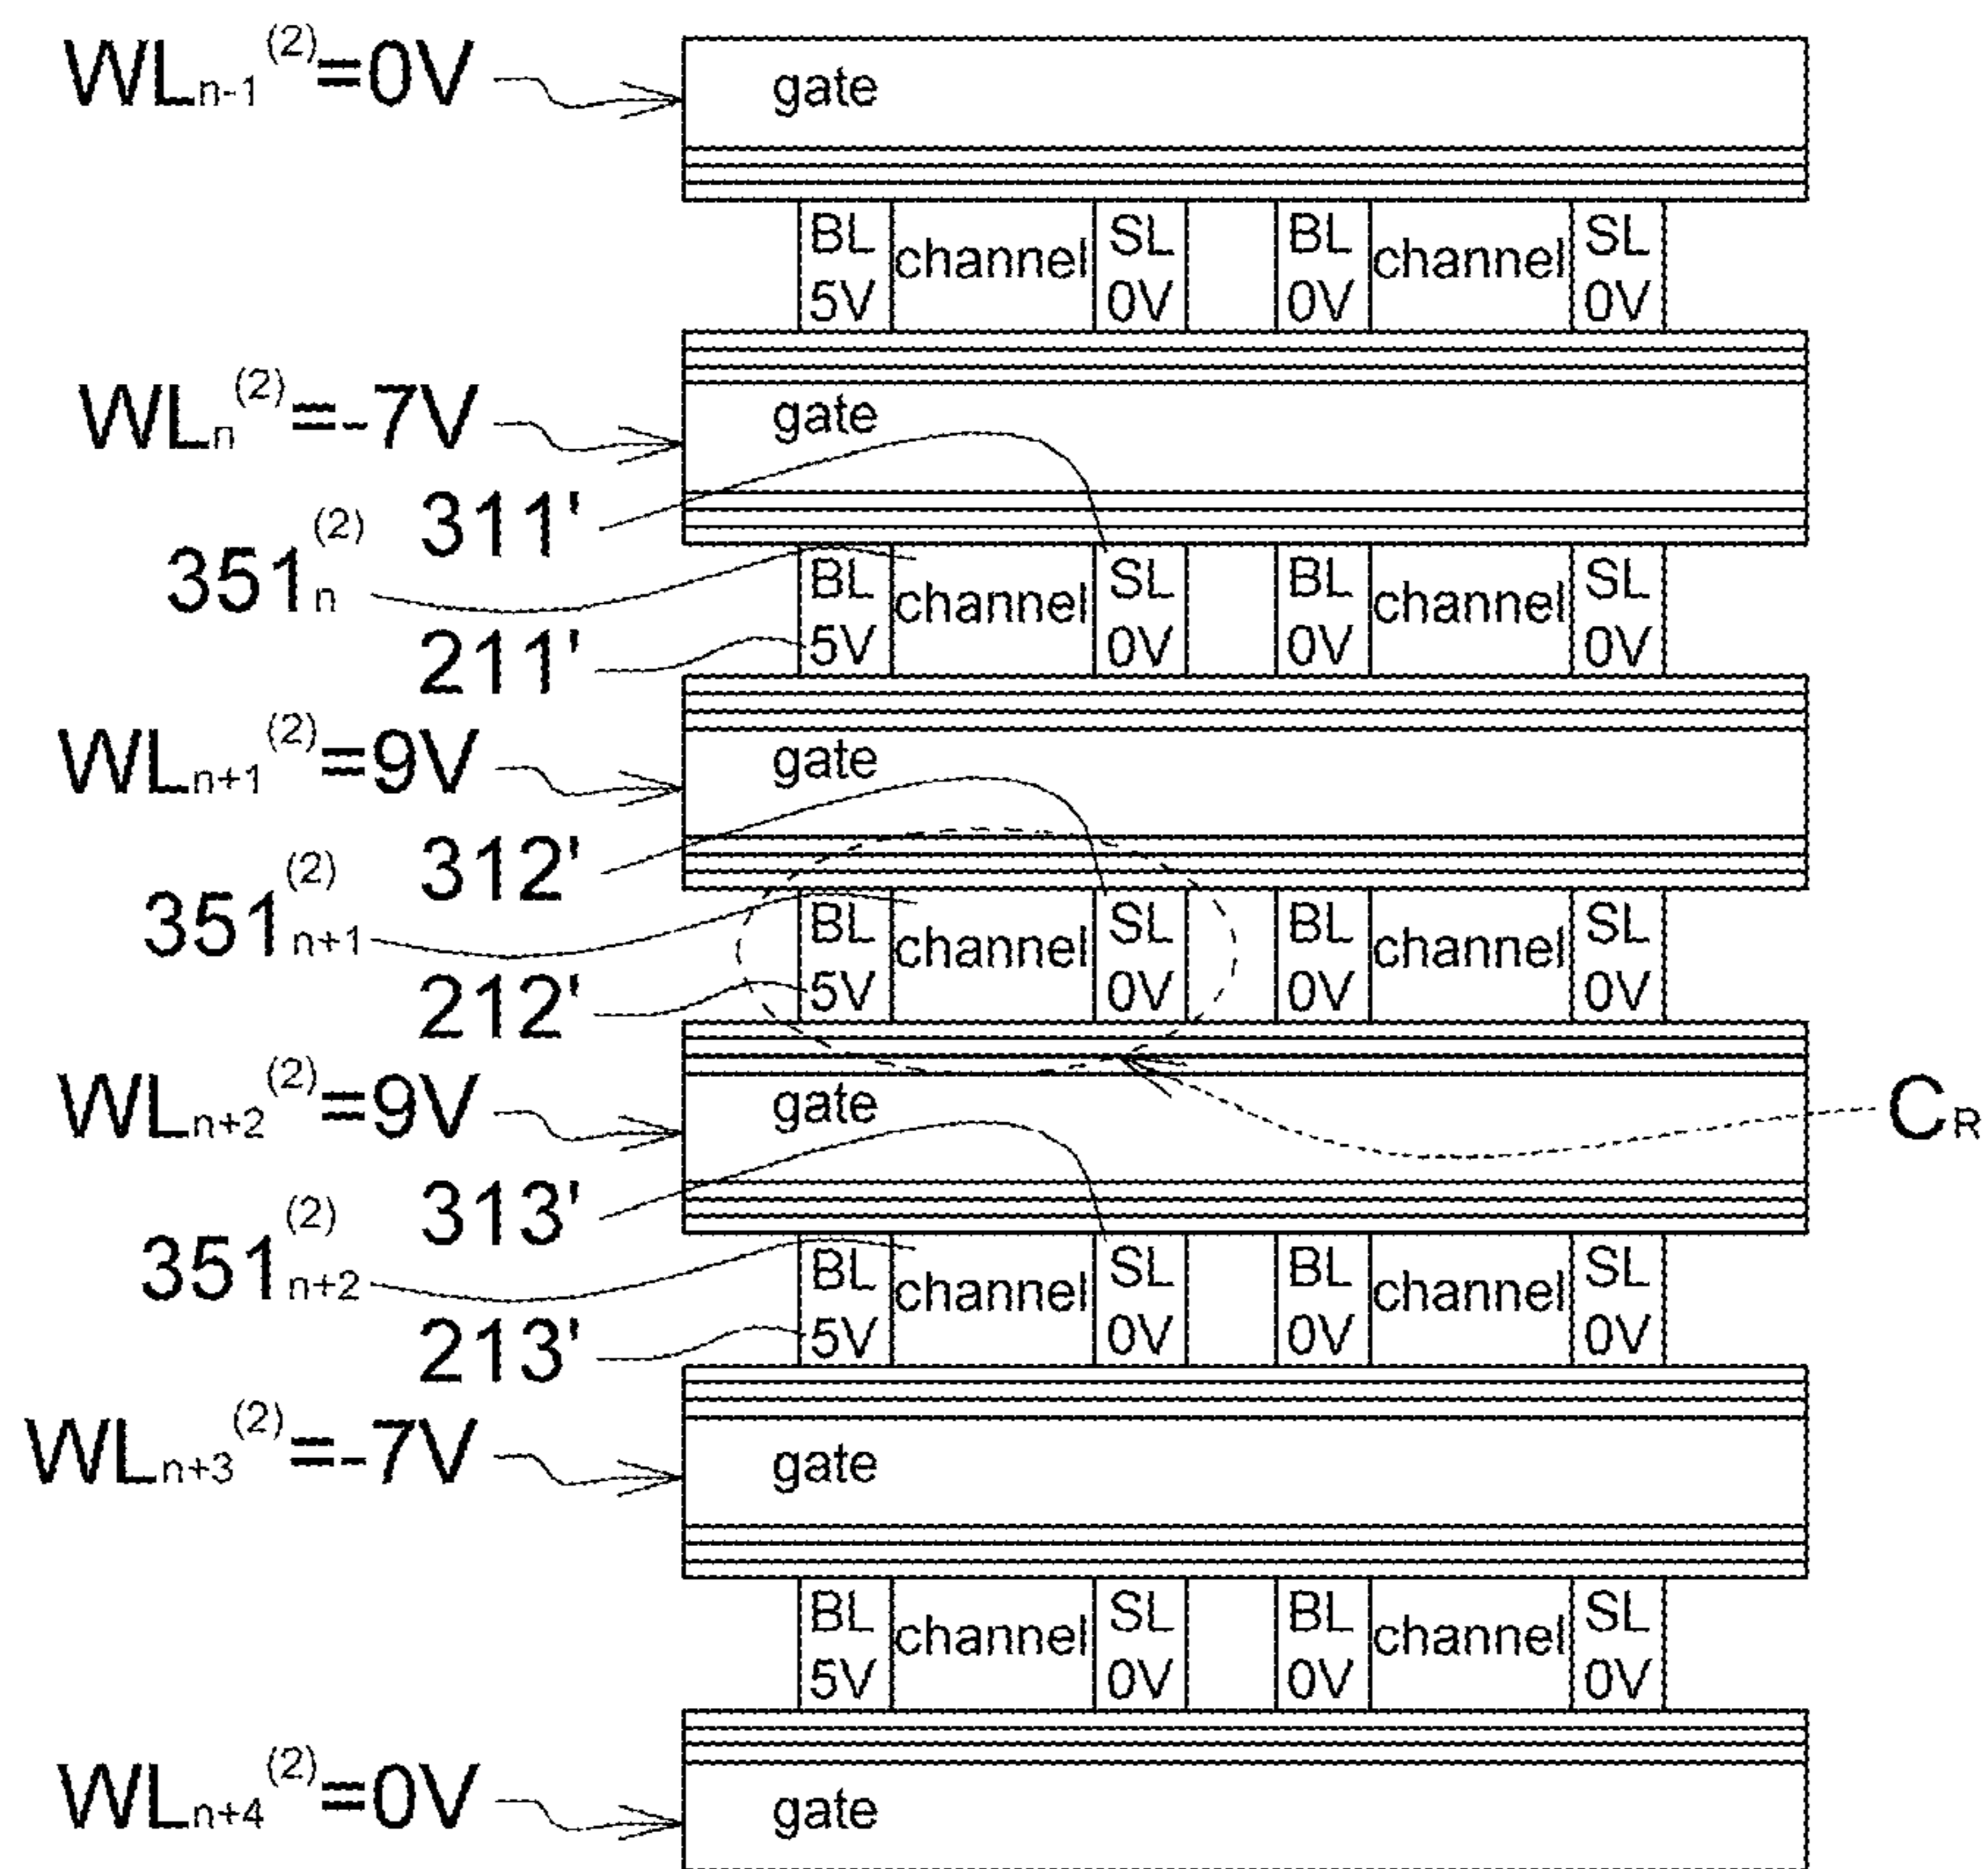 WLn-1(2)=0V
gate
BL channel SL BL channel SL
5V 0V 0V 0V
WLn(2)=-7V
gate
311'
351n(2)
BL channel SL BL channel SL
5V 0V 0V 0V
211'
WLn+1(2)=9V
gate
312'
351n+1(2)
BL channel SL BL channel SL
5V 0V 0V 0V
212'
WLn+2(2)=9V
gate
CR
313'
351n+2(2)
BL channel SL BL channel SL
5V 0V 0V 0V
213'
WLn+3(2)=-7V
gate
BL channel SL BL channel SL
5V 0V 0V 0V
WLn+4(2)=0V
gate